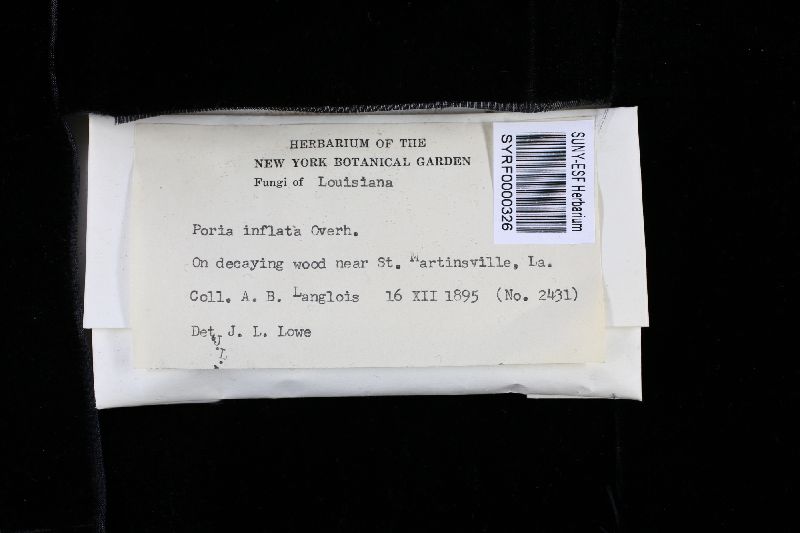 HERBARIUM OF THE
NEW YORK BOTANICAL GARDEN
Fungi of Louisiana
Poria inflata Overh.
On decaying wood near St. Martinsville, La.
Coll. A. B. Langlois 16 XII 1895 (No. 2431)
Det. J. L. Lowe
J.L.
SUNY-ESF Herbarium
SYRF0000326